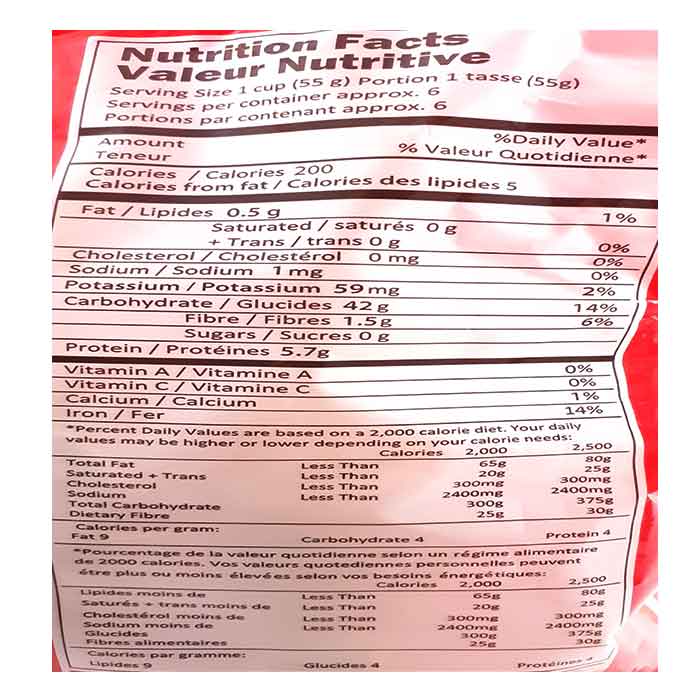 Nutrition Facts
Valeur Nutritive
Serving Size 1 cup (55 g) Portion 1 tasse (55g)
Servings per container approx. 6
Portions par contenant approx. 6
Amount %Daily Value*
Teneur % Valeur Quotidienne*
Calories / Calories 200
Calories from fat / Calories des lipides 5
Fat / Lipides 0.5 g 1%
Saturated / saturés 0 g
+ Trans / trans 0 g 0%
Cholesterol / Cholestérol 0 mg 0%
Sodium / Sodium 1 mg 0%
Potassium / Potassium 59 mg 2%
Carbohydrate / Glucides 42 g 14%
Fibre / Fibres 1.5g 6%
Sugars / Sucres 0 g
Protein / Protéines 5.7g
Vitamin A / Vitamine A 0%
Vitamin C / Vitamine C 0%
Calcium / Calcium 1%
Iron / Fer 14%
*Percent Daily Values are based on a 2,000 calorie diet. Your daily
values may be higher or lower depending on your calorie needs:
Calories 2,000 2,500
Total Fat Less Than 65g 80g
Saturated + Trans Less Than 20g 25g
Cholesterol Less Than 300mg 300mg
Sodium Less Than 2400mg 2400mg
Total Carbohydrate 300g 375g
Dietary Fibre 25g 30g
Calories per gram:
Fat 9 Carbohydrate 4 Protein 4
*Pourcentage de la valeur quotidienne selon un régime alimentaire
de 2000 calories. Vos valeurs quotediennes personnelles peuvent
être plus ou moins élevées selon vos besoins énergétiques:
Calories 2,000 2,500
Lipides moins de Less Than 65g 80g
Saturés + trans moins de Less Than 20g 25g
Cholestérol moins de Less Than 300mg 300mg
Sodium moins de Less Than 2400mg 2400mg
Glucides 300g 375g
Fibres alimentaires 25g 30g
Calories par gramme:
Lipides 9 Glucides 4 Protéines 4